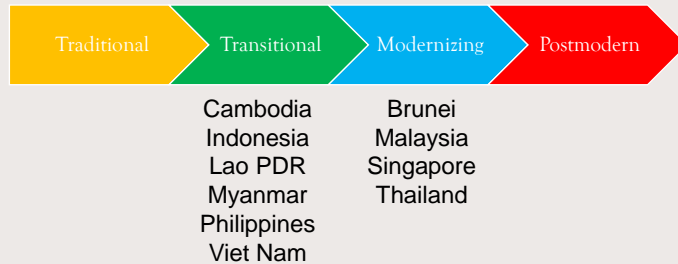 Traditional
Transitional
Modernizing
Postmodern
Cambodia
Indonesia
Lao PDR
Myanmar
Philippines
Viet Nam
Brunei
Malaysia
Singapore
Thailand